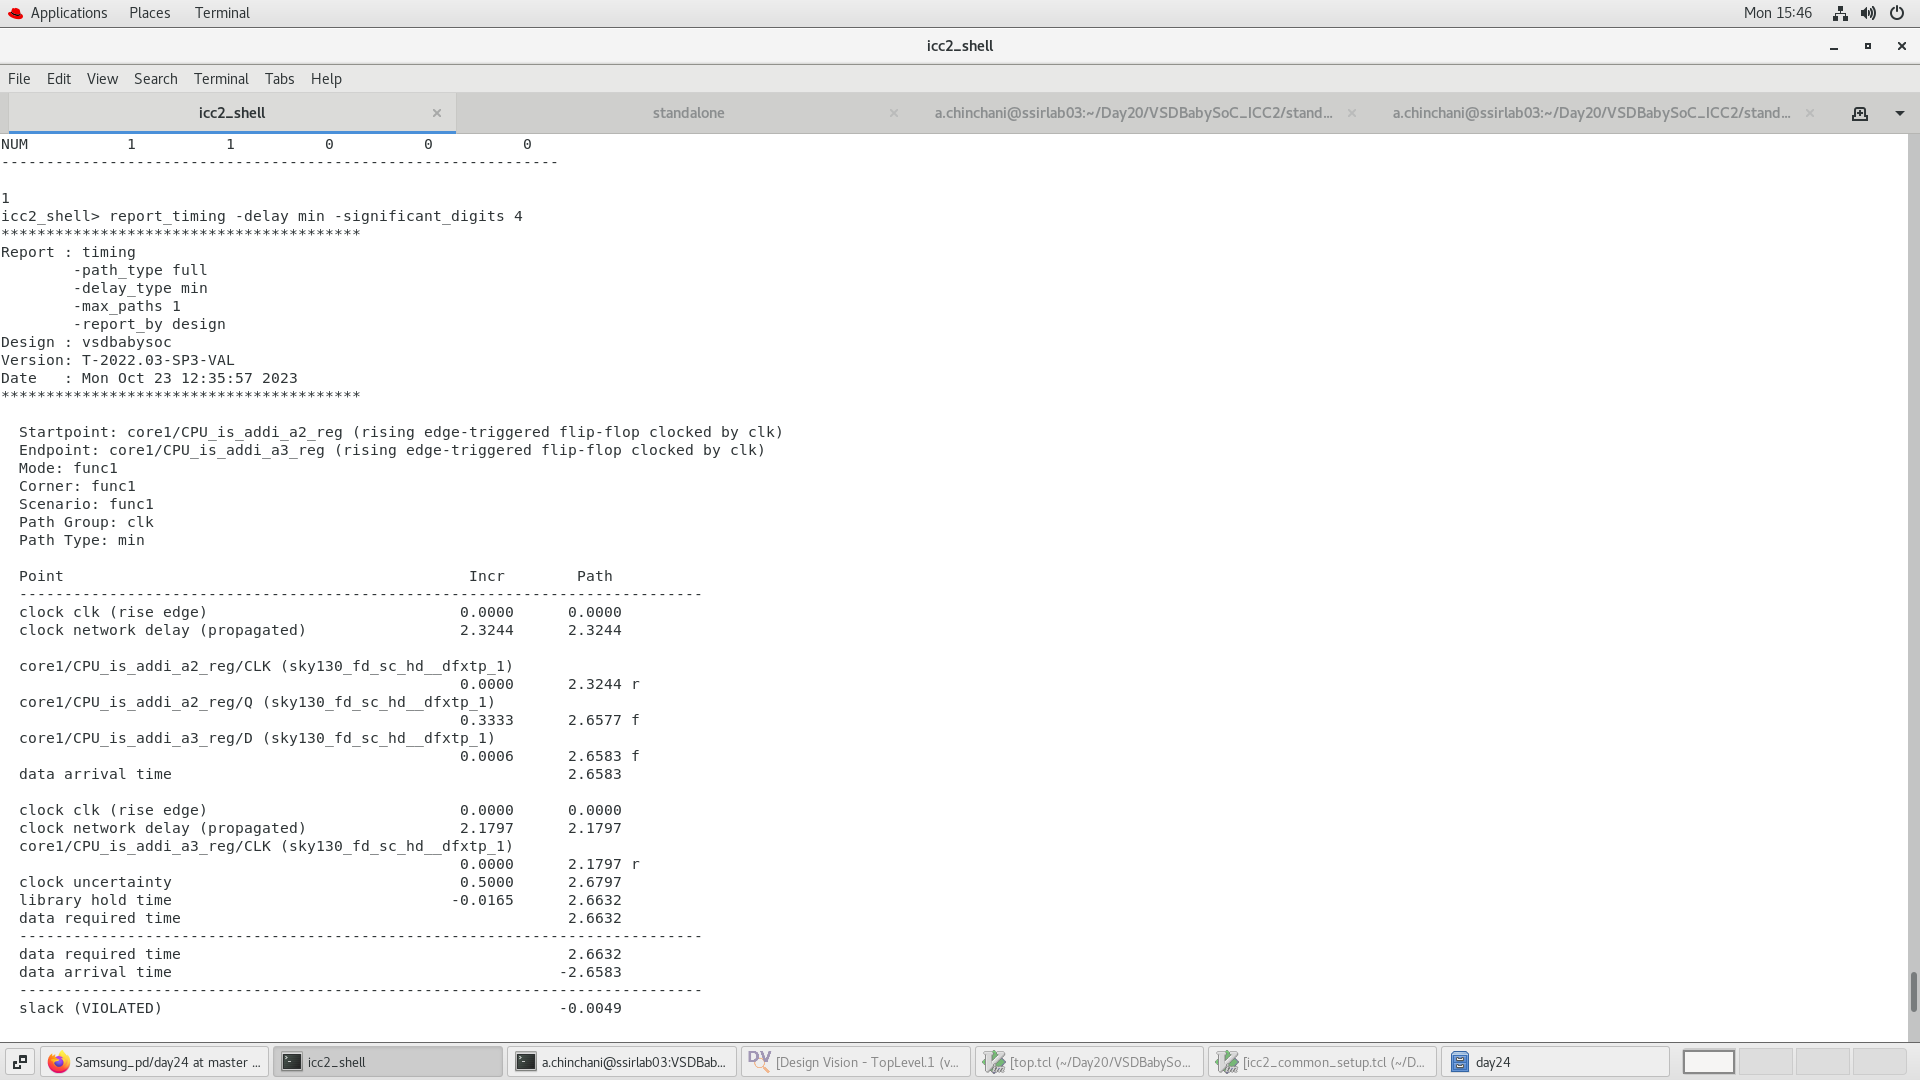 Applications Places Terminal Mon 15:46
icc2_shell
File Edit View Search Terminal Tabs Help
icc2_shell × standalone × a.chinchani@ssirlab03:~/Day20/VSDBabySoC_ICC2/stand... × a.chinchani@ssirlab03:~/Day20/VSDBabySoC_ICC2/stand... ×
NUM           1          1          0          0          0
--------------------------------------------------------------

1
icc2_shell> report_timing -delay min -significant_digits 4
****************************************
Report : timing
        -path_type full
        -delay_type min
        -max_paths 1
        -report_by design
Design : vsdbabysoc
Version: T-2022.03-SP3-VAL
Date   : Mon Oct 23 12:35:57 2023
****************************************

  Startpoint: core1/CPU_is_addi_a2_reg (rising edge-triggered flip-flop clocked by clk)
  Endpoint: core1/CPU_is_addi_a3_reg (rising edge-triggered flip-flop clocked by clk)
  Mode: func1
  Corner: func1
  Scenario: func1
  Path Group: clk
  Path Type: min

  Point                                             Incr        Path
  ----------------------------------------------------------------------------
  clock clk (rise edge)                            0.0000      0.0000
  clock network delay (propagated)                 2.3244      2.3244

  core1/CPU_is_addi_a2_reg/CLK (sky130_fd_sc_hd__dfxtp_1)
                                                   0.0000      2.3244 r
  core1/CPU_is_addi_a2_reg/Q (sky130_fd_sc_hd__dfxtp_1)
                                                   0.3333      2.6577 f
  core1/CPU_is_addi_a3_reg/D (sky130_fd_sc_hd__dfxtp_1)
                                                   0.0006      2.6583 f
  data arrival time                                            2.6583

  clock clk (rise edge)                            0.0000      0.0000
  clock network delay (propagated)                 2.1797      2.1797
  core1/CPU_is_addi_a3_reg/CLK (sky130_fd_sc_hd__dfxtp_1)
                                                   0.0000      2.1797 r
  clock uncertainty                                0.5000      2.6797
  library hold time                               -0.0165      2.6632
  data required time                                           2.6632
  ----------------------------------------------------------------------------
  data required time                                           2.6632
  data arrival time                                           -2.6583
  ----------------------------------------------------------------------------
  slack (VIOLATED)                                            -0.0049

Samsung_pd/day24 at master ... icc2_shell a.chinchani@ssirlab03:VSDBab... DV [Design Vision - TopLevel.1 (v... [top.tcl (~/Day20/VSDBabySo... [icc2_common_setup.tcl (~/D... day24